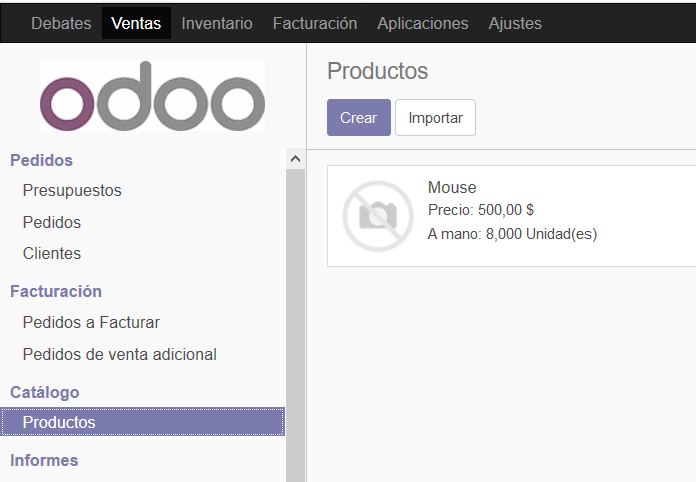 Debates Ventas Inventario Facturación Aplicaciones Ajustes
odoo
Pedidos
Presupuestos
Pedidos
Clientes
Facturación
Pedidos a Facturar
Pedidos de venta adicional
Catálogo
Productos
Informes
Productos
Crear Importar
Mouse
Precio: 500,00 $
A mano: 8,000 Unidad(es)